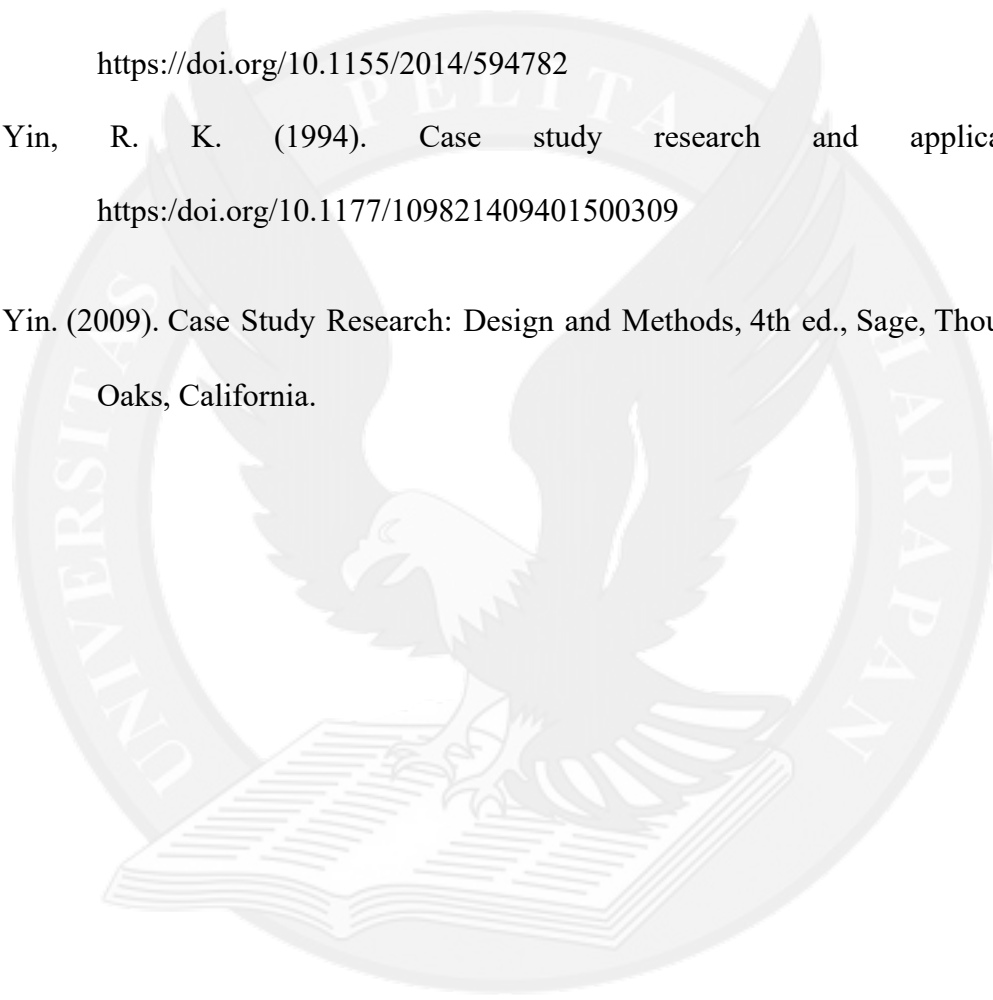 https://doi.org/10.1155/2014/594782
Yin, R. K. (1994). Case study research and applica
https:/doi.org/10.1177/109821409401500309
Yin. (2009). Case Study Research: Design and Methods, 4th ed., Sage, Thou
Oaks, California.
UNIVERSITAS PELITA HARAPAN